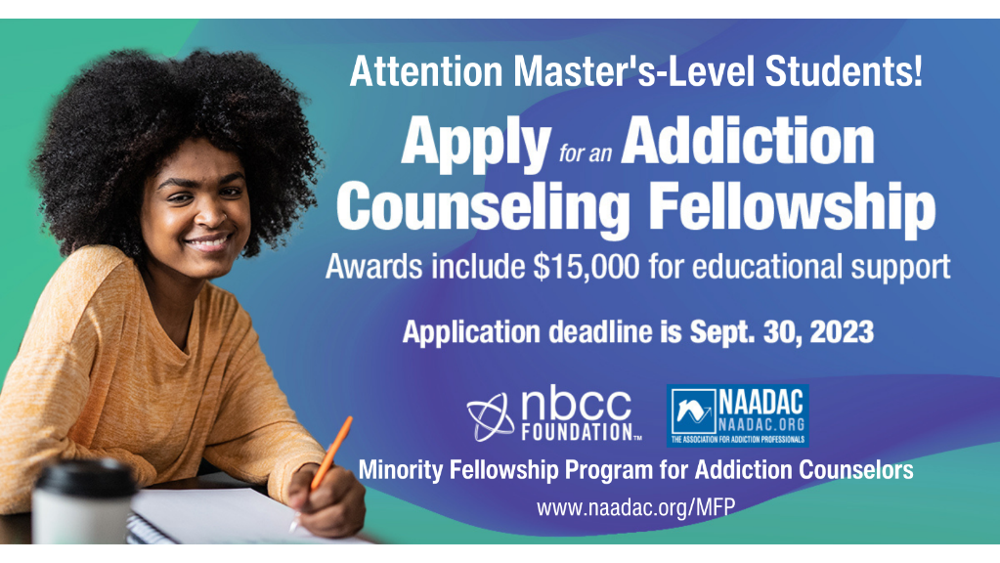 Attention Master's-Level Students!
Apply for an Addiction
Counseling Fellowship
Awards include $15,000 for educational support
Application deadline is Sept. 30, 2023
nbcc
FOUNDATION™
NAADAC
NAADAC.ORG
THE ASSOCIATION FOR ADDICTION PROFESSIONALS
Minority Fellowship Program for Addiction Counselors
www.naadac.org/MFP